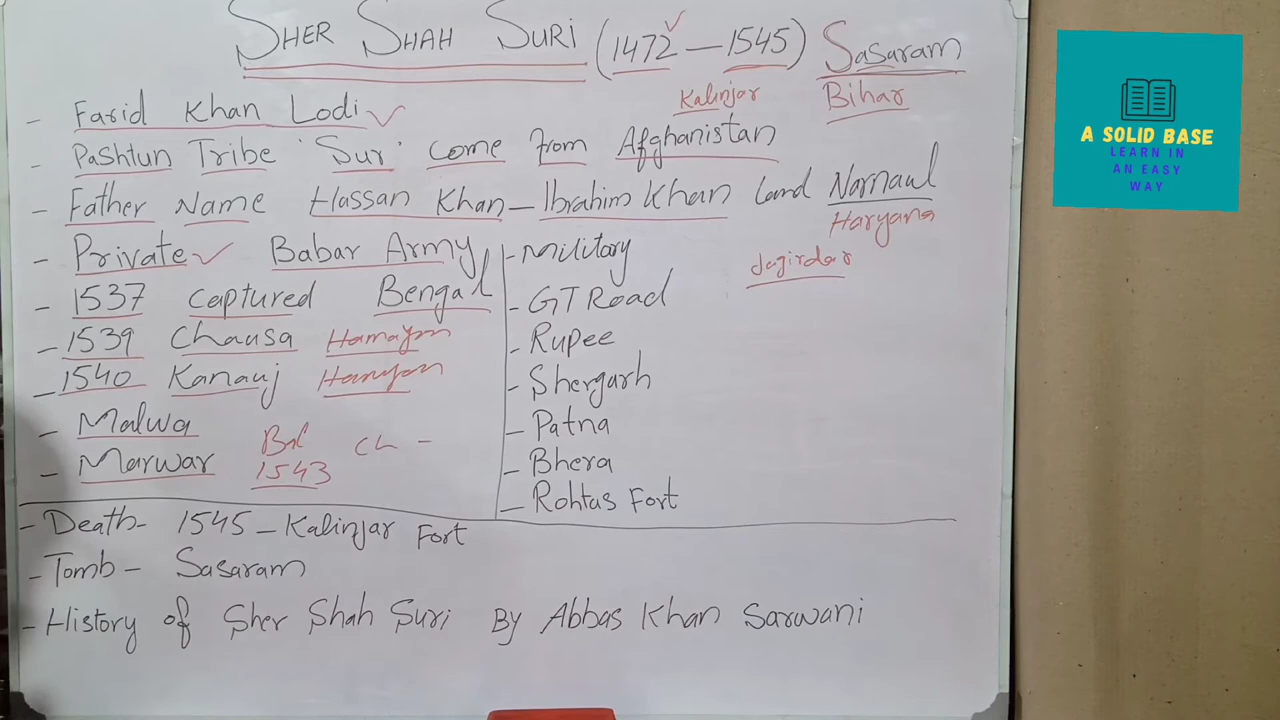 SHER SHAH SURI (1472 – 1545) Sasaram
Kalinjar Bihar
- Farid Khan Lodi
- Pashtun Tribe 'Sur' come from Afghanistan
- Father Name Hassan Khan – Ibrahim Khan Land Narnaul
Haryana
- Private Babar Army
- 1537 captured Bengal
- 1539 Chausa Hamayon
- 1540 Kanauj
- Malwa
- Marwar
Bal Ch -
1543
- Military
Jagirdar
- GT Road
- Rupee
- Shergarh
- Patna
- Bhera
- Rohtas Fort
- Death - 1545 – Kalinjar Fort
- Tomb - Sasaram
- History of Sher Shah Suri By Abbas Khan Sarwani
A SOLID BASE
LEARN IN
AN EASY
WAY